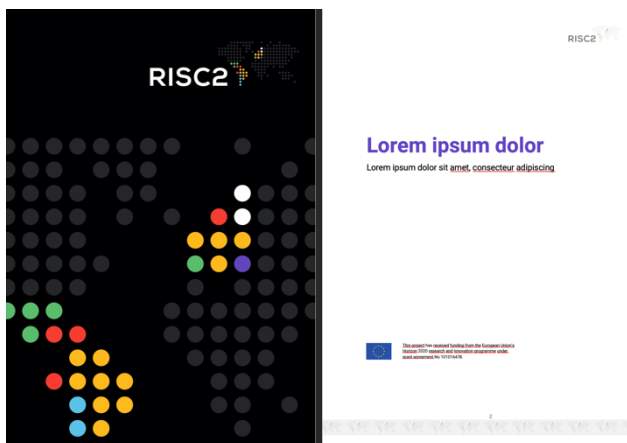 RISC2
RISC2
Lorem ipsum dolor
Lorem ipsum dolor sit amet, consecteur adipiscing
This project has received funding from the European Union's
Horizon 2020 research and innovation programme under
grant agreement No 101016478.
2